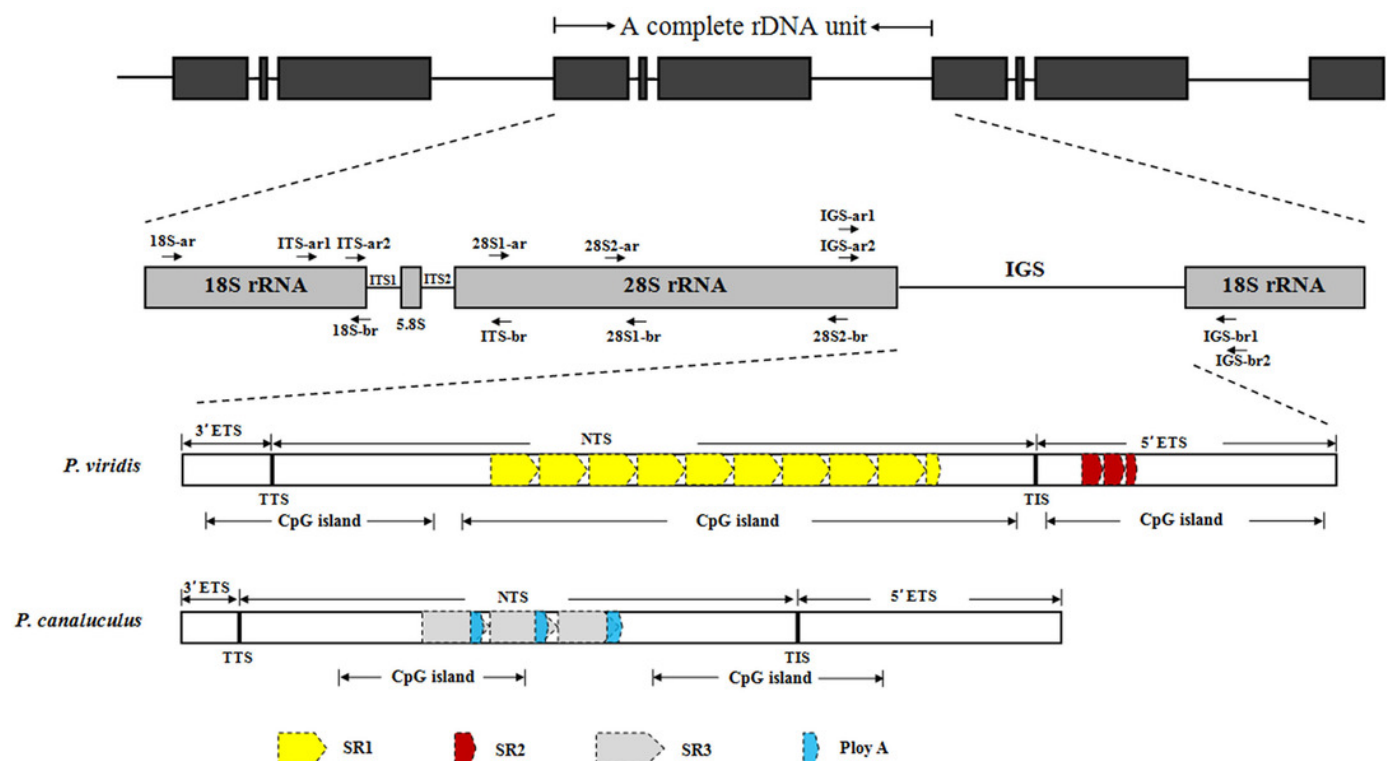 A complete rDNA unit
IGS-ar1
18S-ar ITS-ar1 ITS-ar2 28S1-ar 28S2-ar IGS-ar2
18S rRNA ITS1 ITS2 28S rRNA IGS 18S rRNA
18S-br 5.8S ITS-br 28S1-br 28S2-br IGS-br1
IGS-br2
3′ ETS NTS 5′ ETS
P. viridis
TTS TIS
CpG island CpG island CpG island
3′ ETS NTS 5′ ETS
P. canaluculus
TTS TIS
CpG island CpG island
SR1 SR2 SR3 Ploy A